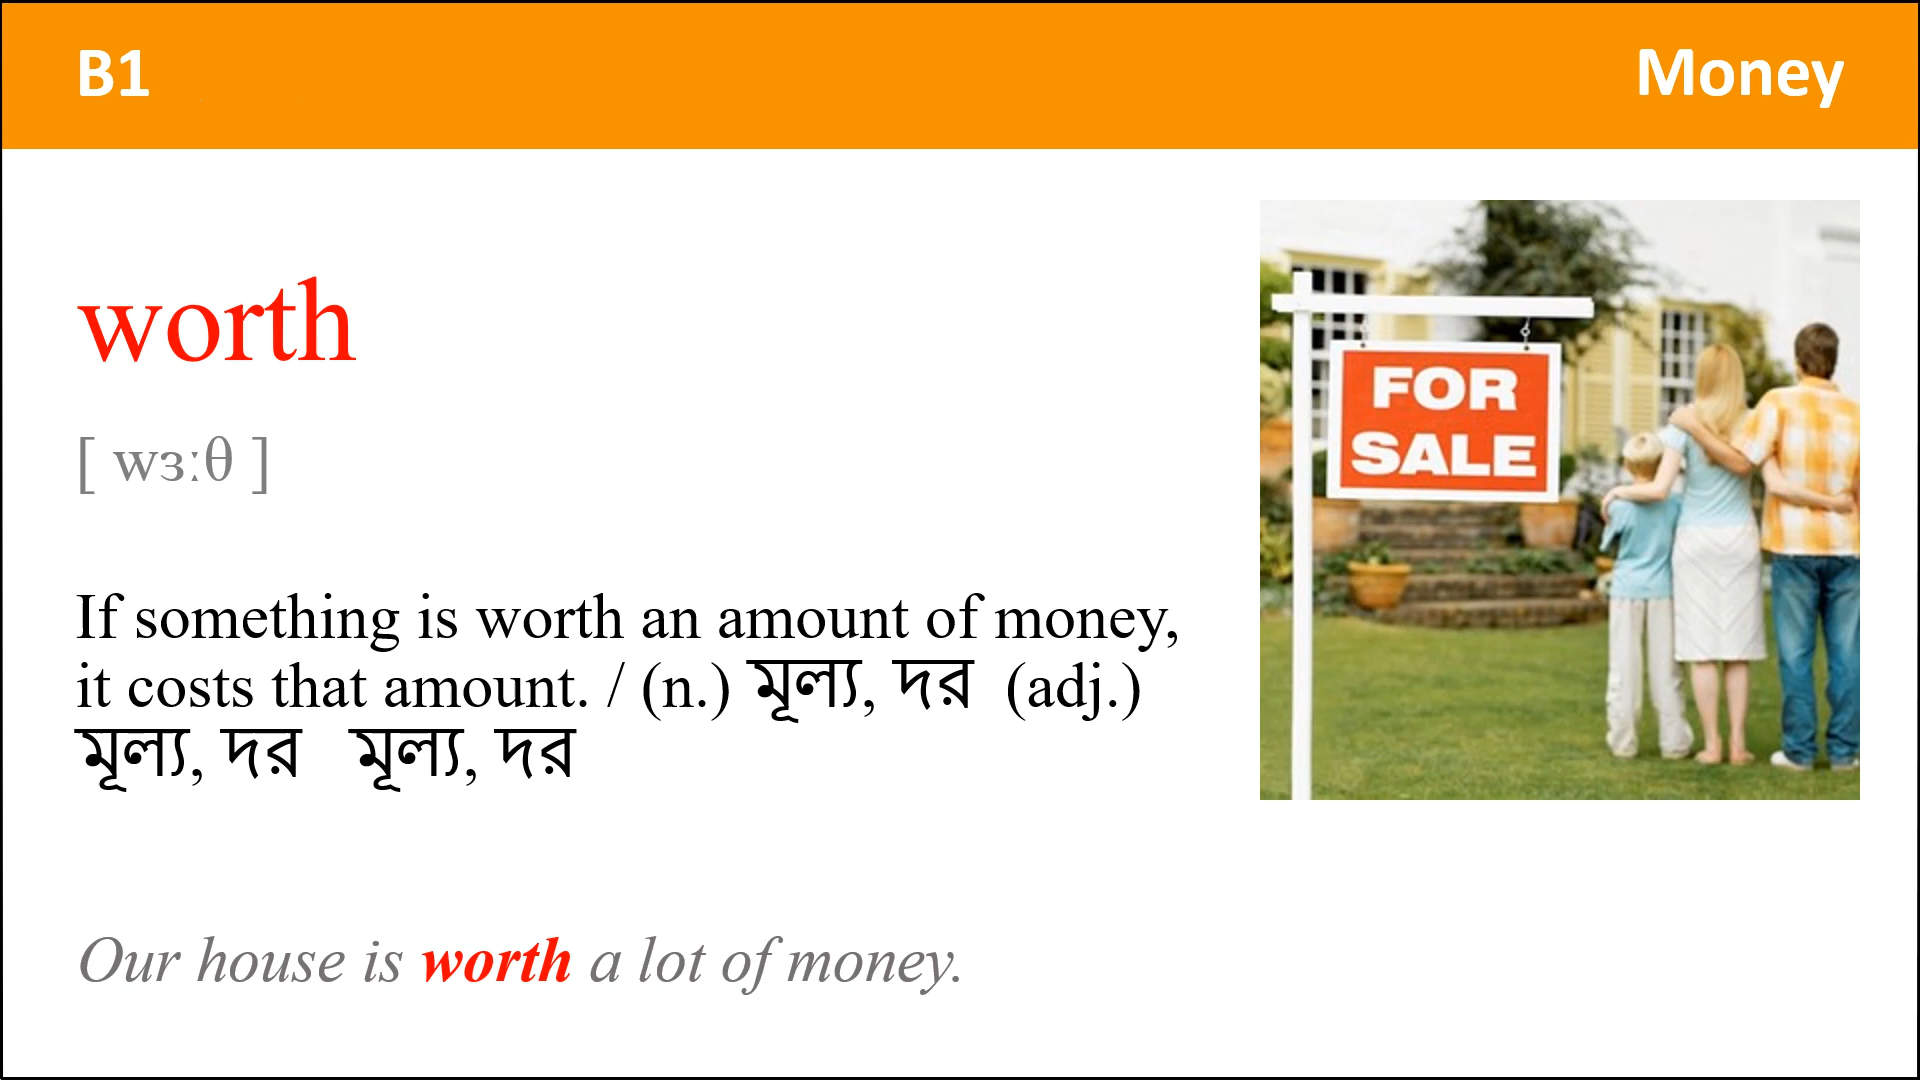 B1
Money
worth
[ wɜːθ ]
If something is worth an amount of money,
it costs that amount. / (n.) মূল্য, দর (adj.)
মূল্য, দর মূল্য, দর
Our house is worth a lot of money.
FOR
SALE